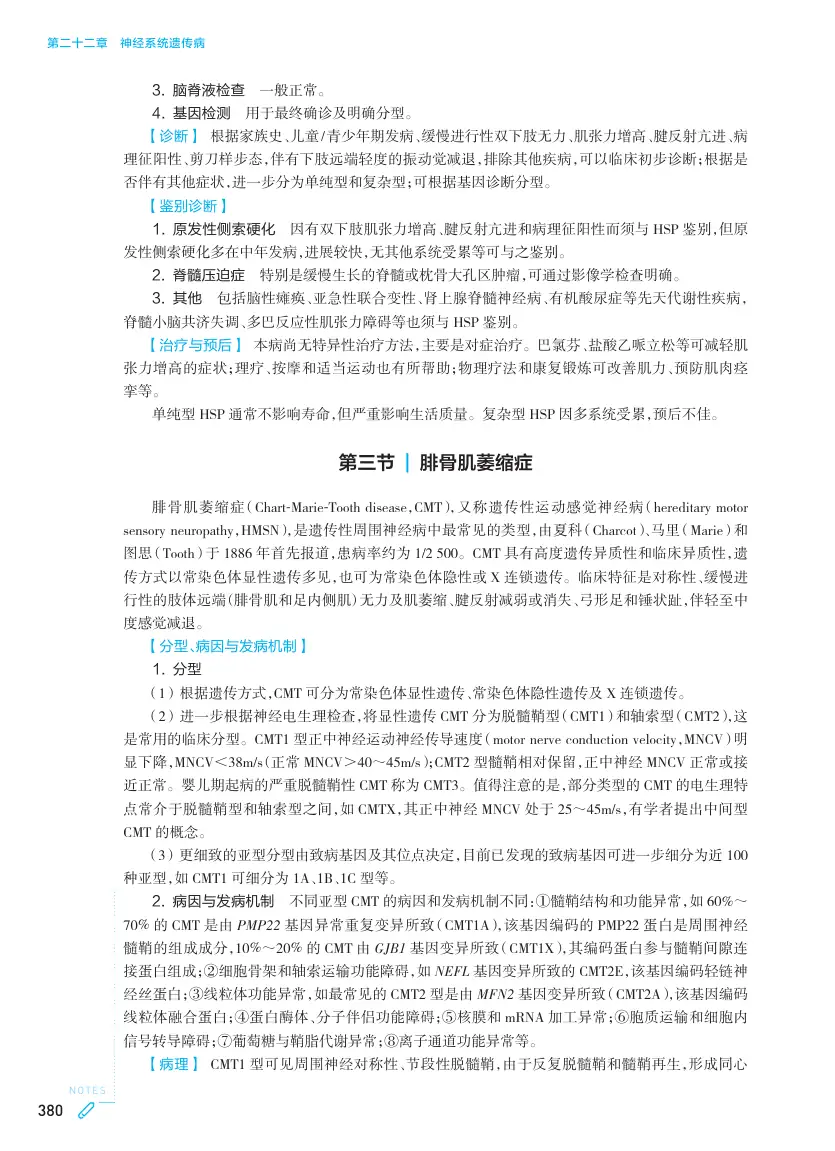 第二十二章 神经系统遗传病
3. 脑脊液检查 一般正常。
4. 基因检测 用于最终确诊及明确分型。
【诊断】 根据家族史、儿童/青少年期发病、缓慢进行性双下肢无力、肌张力增高、腱反射亢进、病
理征阳性、剪刀样步态,伴有下肢远端轻度的振动觉减退,排除其他疾病,可以临床初步诊断;根据是
否伴有其他症状,进一步分为单纯型和复杂型;可根据基因诊断分型。
【鉴别诊断】
1. 原发性侧索硬化 因有双下肢肌张力增高、腱反射亢进和病理征阳性而须与 HSP 鉴别,但原
发性侧索硬化多在中年发病,进展较快,无其他系统受累等可与之鉴别。
2. 脊髓压迫症 特别是缓慢生长的脊髓或枕骨大孔区肿瘤,可通过影像学检查明确。
3. 其他 包括脑性瘫痪、亚急性联合变性、肾上腺脊髓神经病、有机酸尿症等先天代谢性疾病,
脊髓小脑共济失调、多巴反应性肌张力障碍等也须与 HSP 鉴别。
【治疗与预后】 本病尚无特异性治疗方法,主要是对症治疗。巴氯芬、盐酸乙哌立松等可减轻肌
张力增高的症状;理疗、按摩和适当运动也有所帮助;物理疗法和康复锻炼可改善肌力、预防肌肉痉
挛等。
单纯型 HSP 通常不影响寿命,但严重影响生活质量。复杂型 HSP 因多系统受累,预后不佳。
第三节 | 腓骨肌萎缩症
腓骨肌萎缩症(Chart-Marie-Tooth disease,CMT),又称遗传性运动感觉神经病(hereditary motor
sensory neuropathy,HMSN),是遗传性周围神经病中最常见的类型,由夏科(Charcot)、马里(Marie)和
图思(Tooth)于 1886 年首先报道,患病率约为 1/2 500。CMT 具有高度遗传异质性和临床异质性,遗
传方式以常染色体显性遗传多见,也可为常染色体隐性或 X 连锁遗传。临床特征是对称性、缓慢进
行性的肢体远端(腓骨肌和足内侧肌)无力及肌萎缩、腱反射减弱或消失、弓形足和锤状趾,伴轻至中
度感觉减退。
【分型、病因与发病机制】
1. 分型
(1)根据遗传方式,CMT 可分为常染色体显性遗传、常染色体隐性遗传及 X 连锁遗传。
(2)进一步根据神经电生理检查,将显性遗传 CMT 分为脱髓鞘型(CMT1)和轴索型(CMT2),这
是常用的临床分型。CMT1 型正中神经运动神经传导速度(motor nerve conduction velocity,MNCV)明
显下降,MNCV<38m/s(正常 MNCV>40~45m/s);CMT2 型髓鞘相对保留,正中神经 MNCV 正常或接
近正常。婴儿期起病的严重脱髓鞘性 CMT 称为 CMT3。值得注意的是,部分类型的 CMT 的电生理特
点常介于脱髓鞘型和轴索型之间,如 CMTX,其正中神经 MNCV 处于 25~45m/s,有学者提出中间型
CMT 的概念。
(3)更细致的亚型分型由致病基因及其位点决定,目前已发现的致病基因可进一步细分为近 100
种亚型,如 CMT1 可细分为 1A、1B、1C 型等。
2. 病因与发病机制 不同亚型 CMT 的病因和发病机制不同:①髓鞘结构和功能异常,如 60%~
70% 的 CMT 是由 PMP22 基因异常重复变异所致(CMT1A),该基因编码的 PMP22 蛋白是周围神经
髓鞘的组成成分,10%~20% 的 CMT 由 GJB1 基因变异所致(CMT1X),其编码蛋白参与髓鞘间隙连
接蛋白组成;②细胞骨架和轴索运输功能障碍,如 NEFL 基因变异所致的 CMT2E,该基因编码轻链神
经丝蛋白;③线粒体功能异常,如最常见的 CMT2 型是由 MFN2 基因变异所致(CMT2A),该基因编码
线粒体融合蛋白;④蛋白酶体、分子伴侣功能障碍;⑤核膜和 mRNA 加工异常;⑥胞质运输和细胞内
信号转导障碍;⑦葡萄糖与鞘脂代谢异常;⑧离子通道功能异常等。
【病理】 CMT1 型可见周围神经对称性、节段性脱髓鞘,由于反复脱髓鞘和髓鞘再生,形成同心
NOTES
380